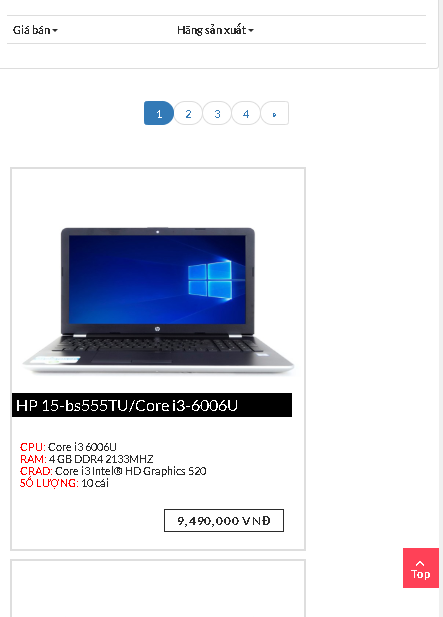 Giá bán
Hãng sản xuất
1 2 3 4 »
hp
HP 15-bs555TU/Core i3-6006U
CPU: Core i3 6006U
RAM: 4 GB DDR4 2133MHZ
CRAD: Core i3 Intel® HD Graphics 520
SỐ LƯỢNG: 10 cái
9,490,000 VNĐ
Top